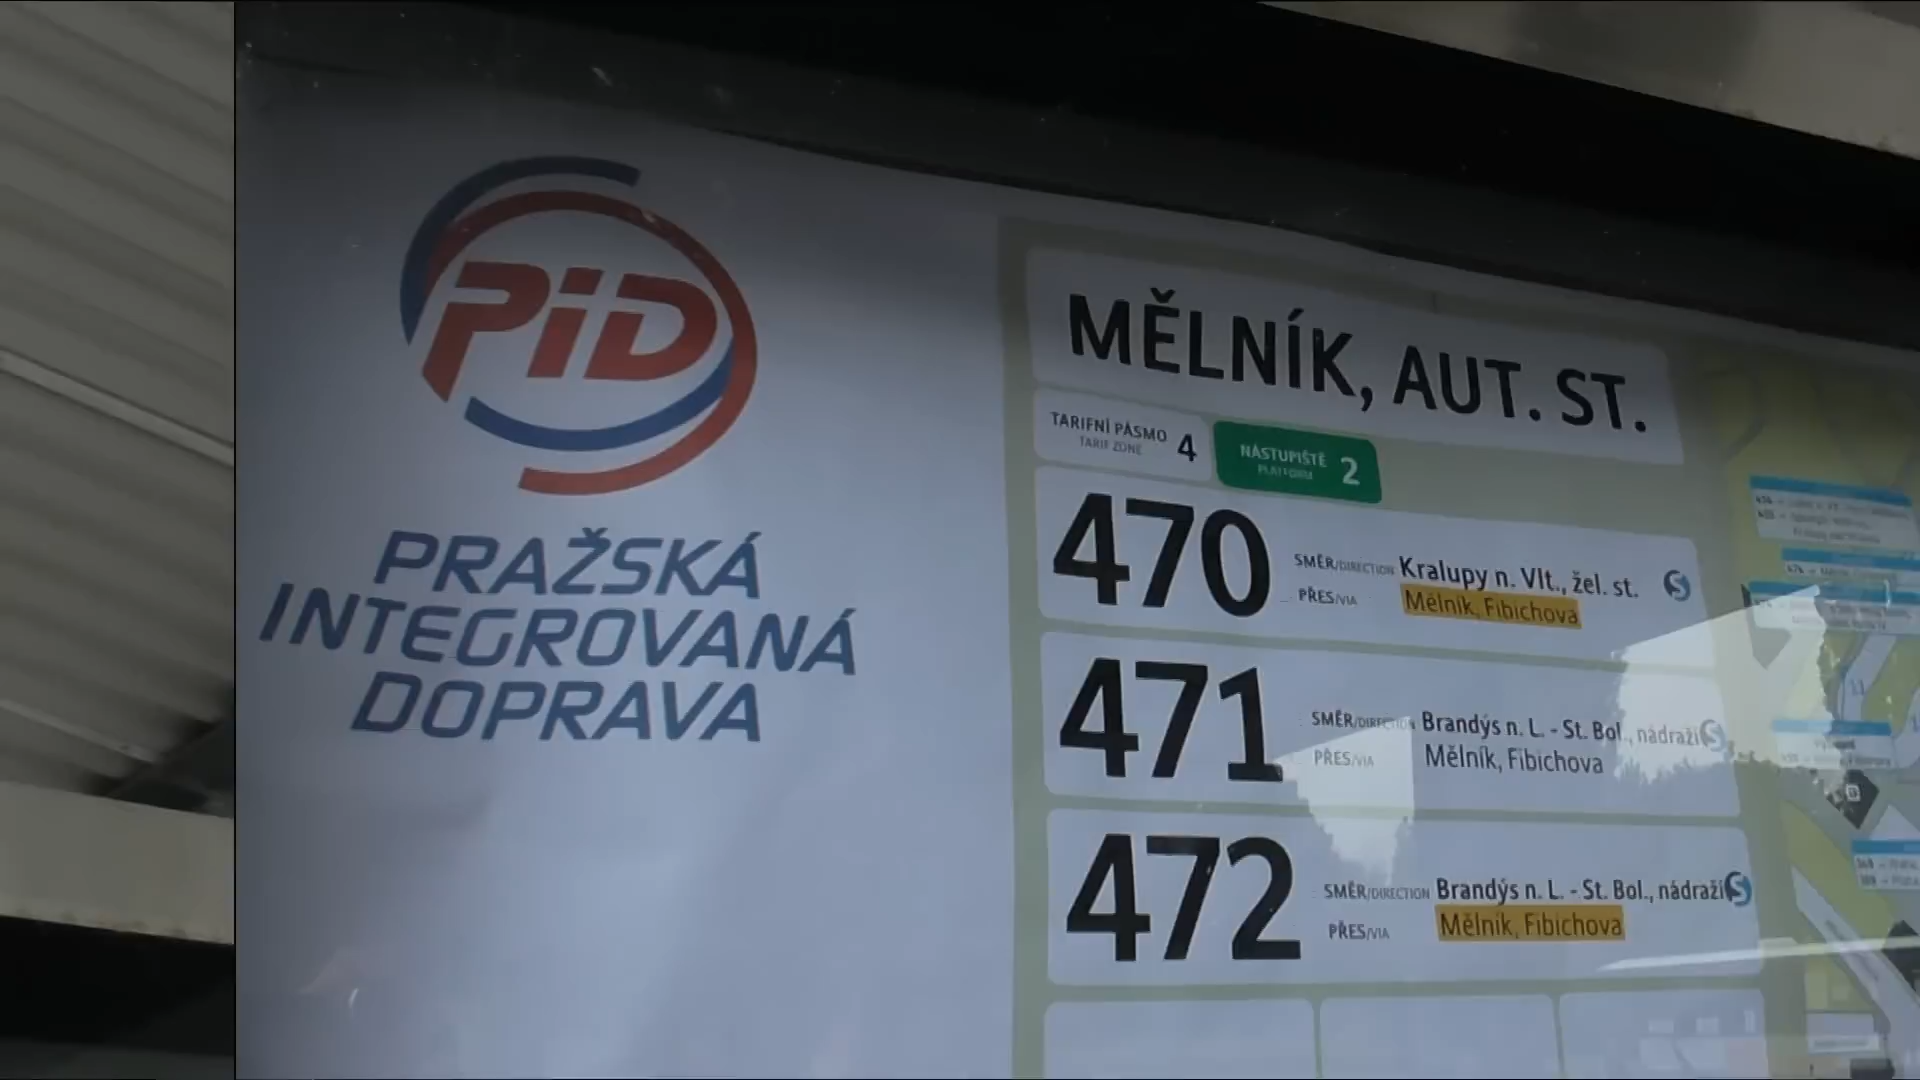 PID
PRAŽSKÁ
INTEGROVANÁ
DOPRAVA
MĚLNÍK, AUT. ST.
TARIFNÍ PÁSMO 4
TARIF ZONE
NÁSTUPIŠTĚ 2
PLATFORM
470
SMĚR/DIRECTION Kralupy n. Vlt., žel. st. S
PŘES/VIA Mělník, Fibichova
471
SMĚR/DIRECTION Brandýs n. L. - St. Bol., nádraží S
PŘES/VIA Mělník, Fibichova
472
SMĚR/DIRECTION Brandýs n. L. - St. Bol., nádraží S
PŘES/VIA Mělník, Fibichova